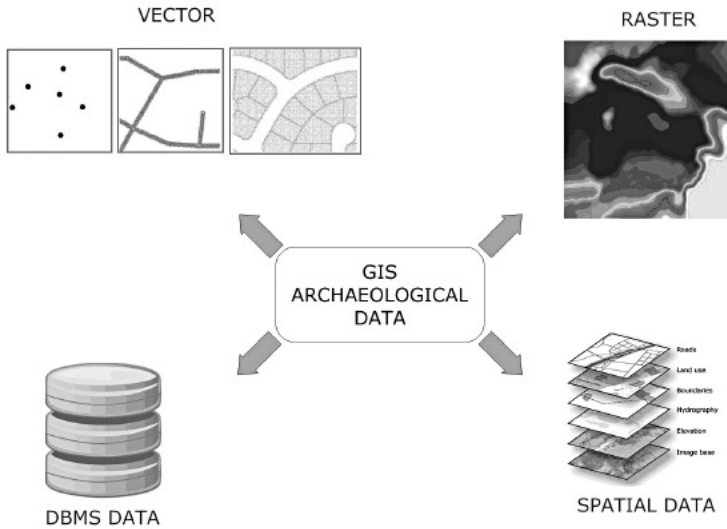 VECTOR
RASTER
GIS
ARCHAEOLOGICAL
DATA
Roads
Land use
Boundaries
Hydrography
Elevation
Image base
DBMS DATA
SPATIAL DATA